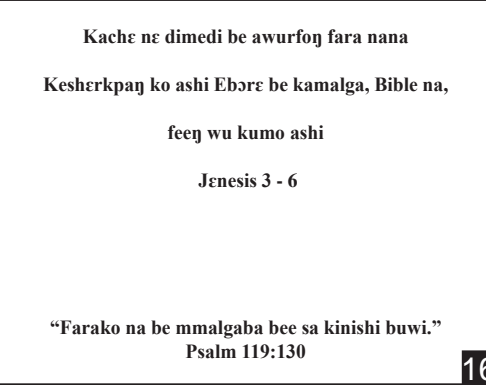 Kachɛ nɛ dimedi be awurfoŋ fara nana
Keshɛrkpaŋ ko ashi Ebɔrɛ be kamalga, Bible na,
feeŋ wu kumo ashi
Jɛnesis 3 - 6
“Farako na be mmalgaba bee sa kinishi buwi.”
Psalm 119:130
16